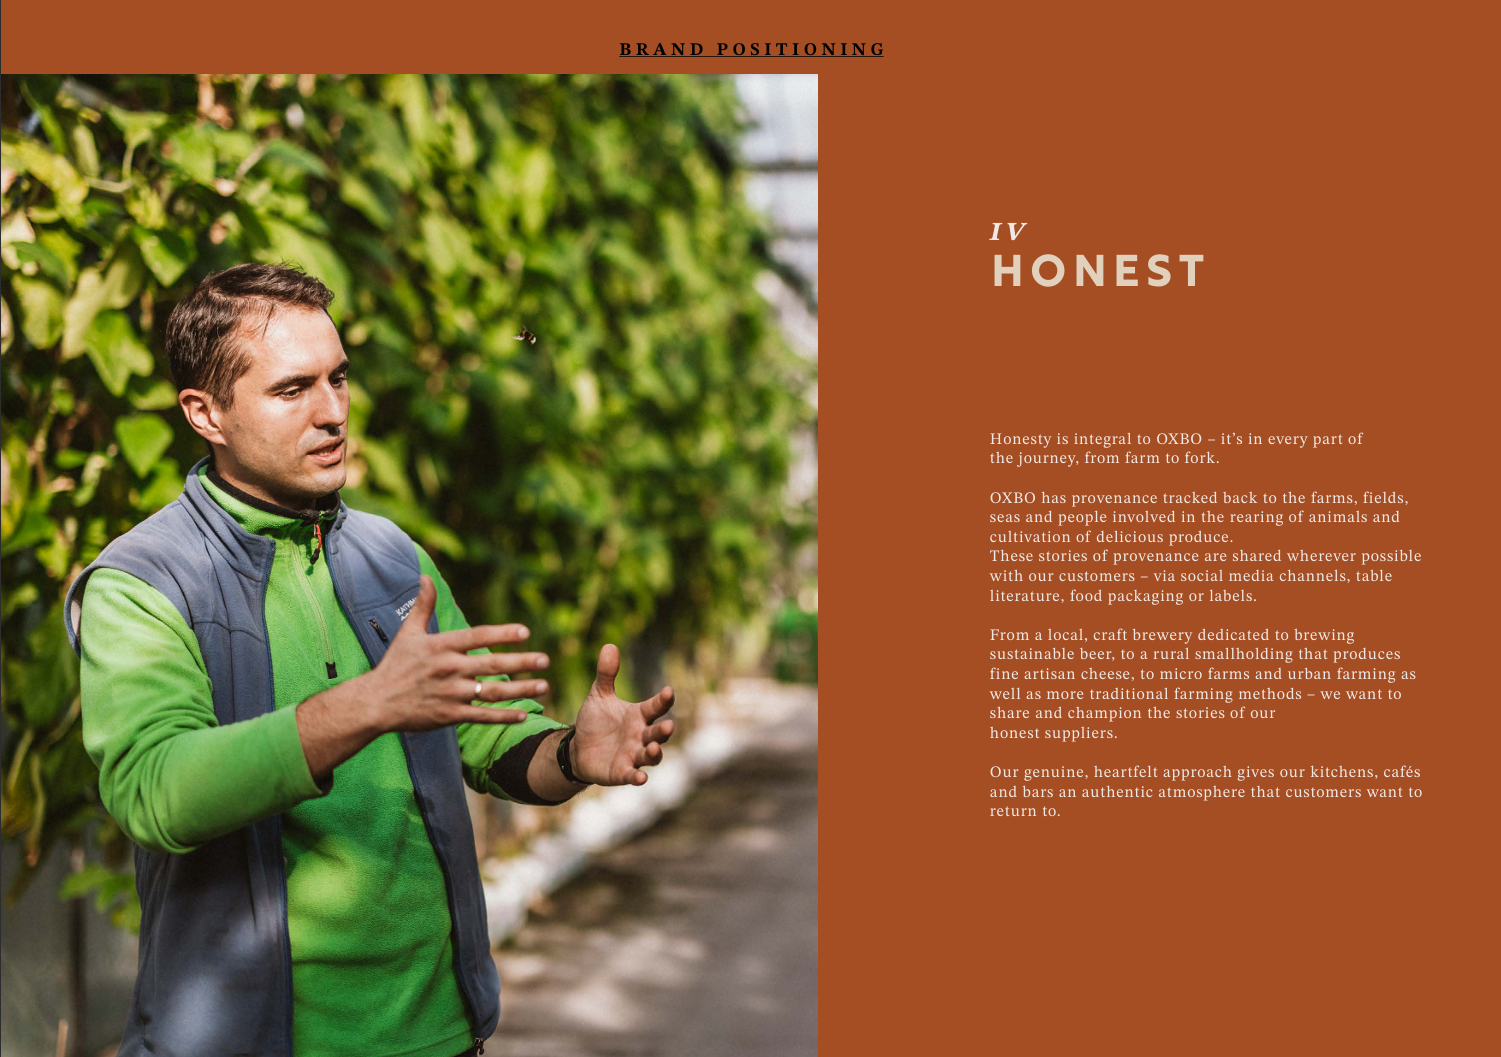 BRAND POSITIONING
IV
HONEST
Honesty is integral to OXBO – it’s in every part of
the journey, from farm to fork.
OXBO has provenance tracked back to the farms, fields,
seas and people involved in the rearing of animals and
cultivation of delicious produce.
These stories of provenance are shared wherever possible
with our customers – via social media channels, table
literature, food packaging or labels.
From a local, craft brewery dedicated to brewing
sustainable beer, to a rural smallholding that produces
fine artisan cheese, to micro farms and urban farming as
well as more traditional farming methods – we want to
share and champion the stories of our
honest suppliers.
Our genuine, heartfelt approach gives our kitchens, cafés
and bars an authentic atmosphere that customers want to
return to.